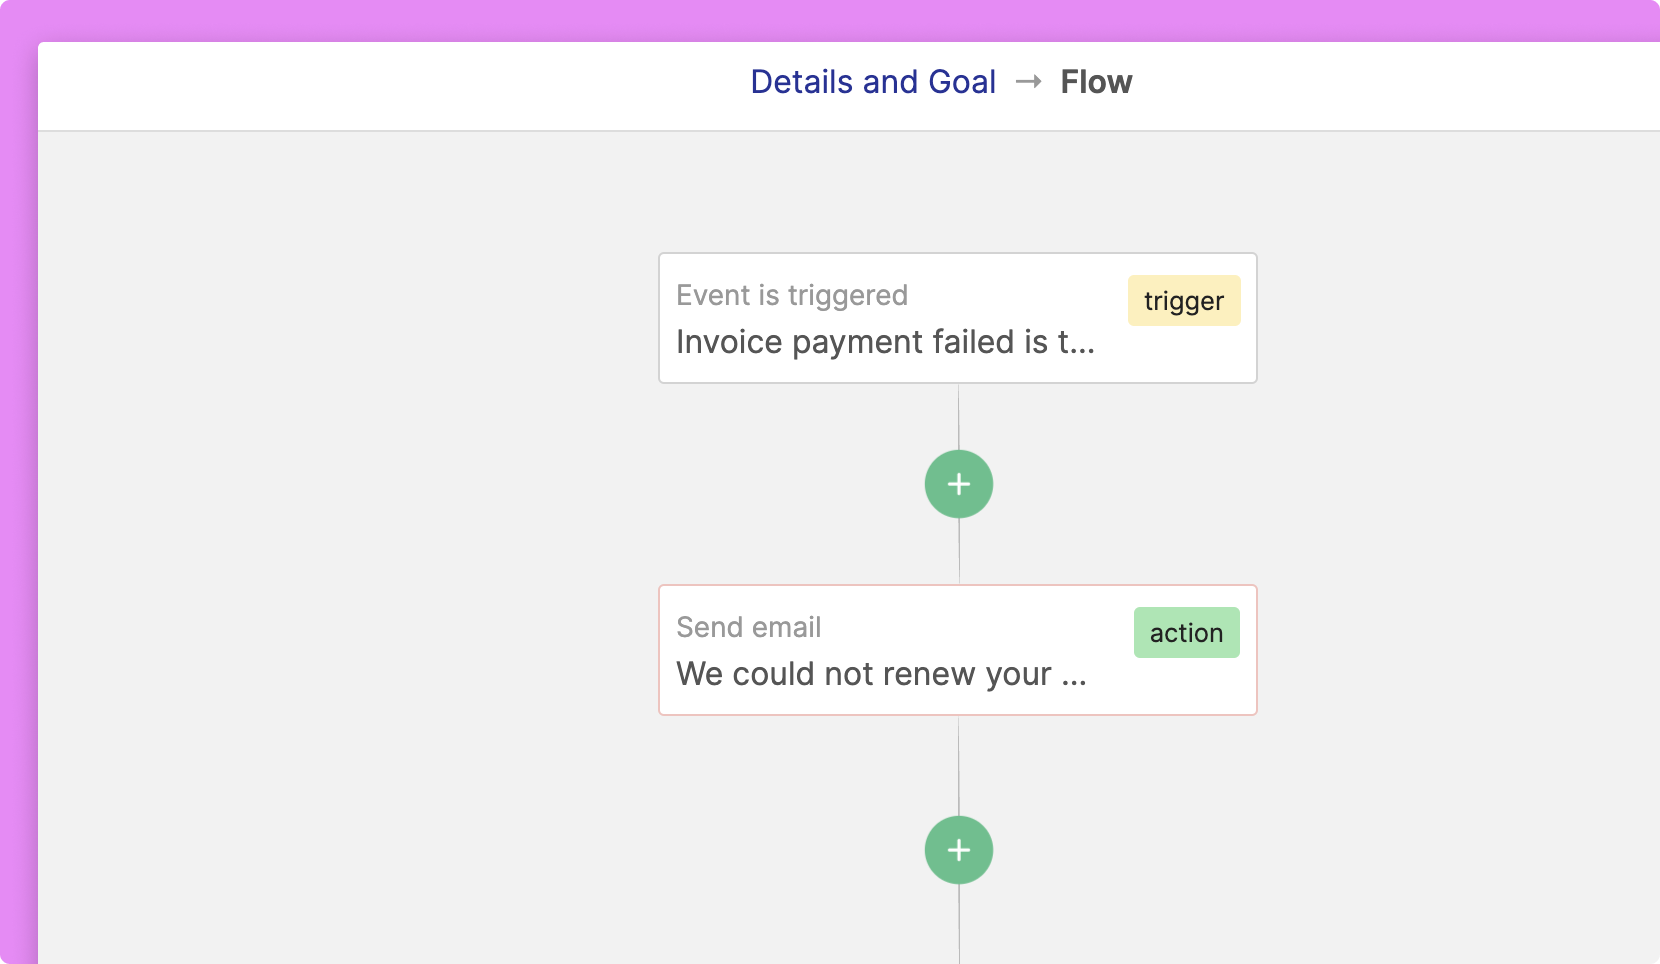 Details and Goal → Flow
Event is triggered
trigger
Invoice payment failed is t...
+
Send email
action
We could not renew your ...
+